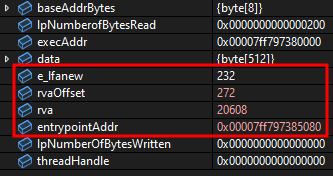 baseAddrBytes {byte[8]}
lpNumberofBytesRead 0x0000000000000200
execAddr 0x00007ff797380000
data {byte[512]}
e_lfanew 232
rvaOffset 272
rva 20608
entrypointAddr 0x00007ff797385080
lpNumberOfBytesWritten 0x0000000000000000
threadHandle 0x0000000000000000